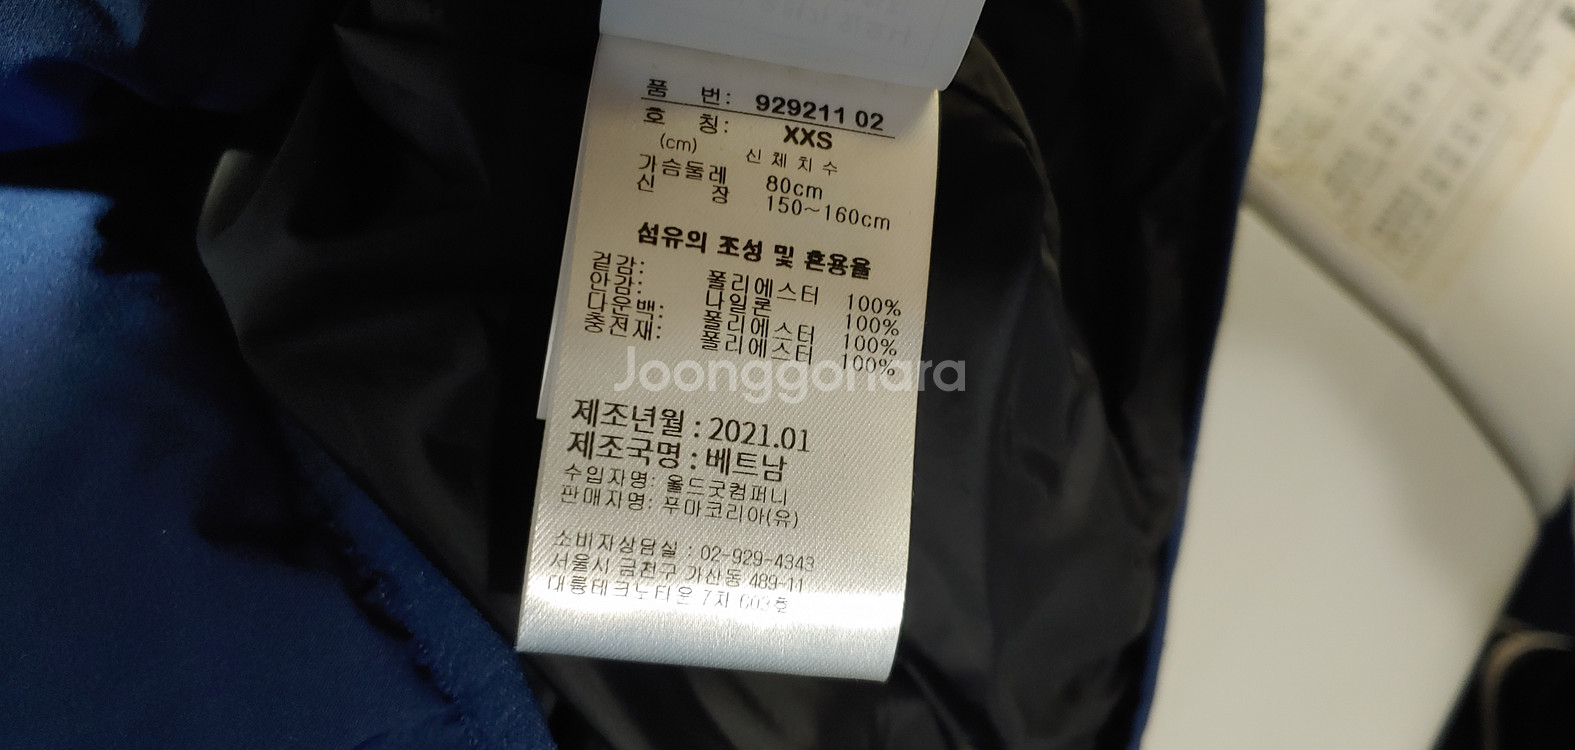 품 번: 929211 02
호 칭: XXS
(cm) 신 체 치 수
가슴둘레 80cm
신 장 150~160cm
섬유의 조성 및 혼용율
겉감: 폴리에스터 100%
안감: 나일론 100%
다운백: 폴리에스터 100%
충전재: 폴리에스터 100%
Joonggonara
제조년월 : 2021.01
제조국명 : 베트남
수입자명: 올드굿컴퍼니
판매자명: 푸마코리아(유)
소비자상담실 : 02-929-4343
서울시 금천구 가산동 489-11
대륭테크노타운 7차 603호